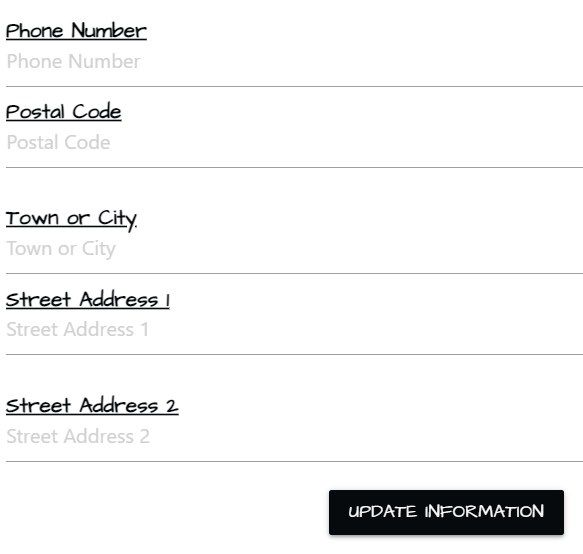 Phone Number
Phone Number
Postal Code
Postal Code
Town or City
Town or City
Street Address 1
Street Address 1
Street Address 2
Street Address 2
UPDATE INFORMATION